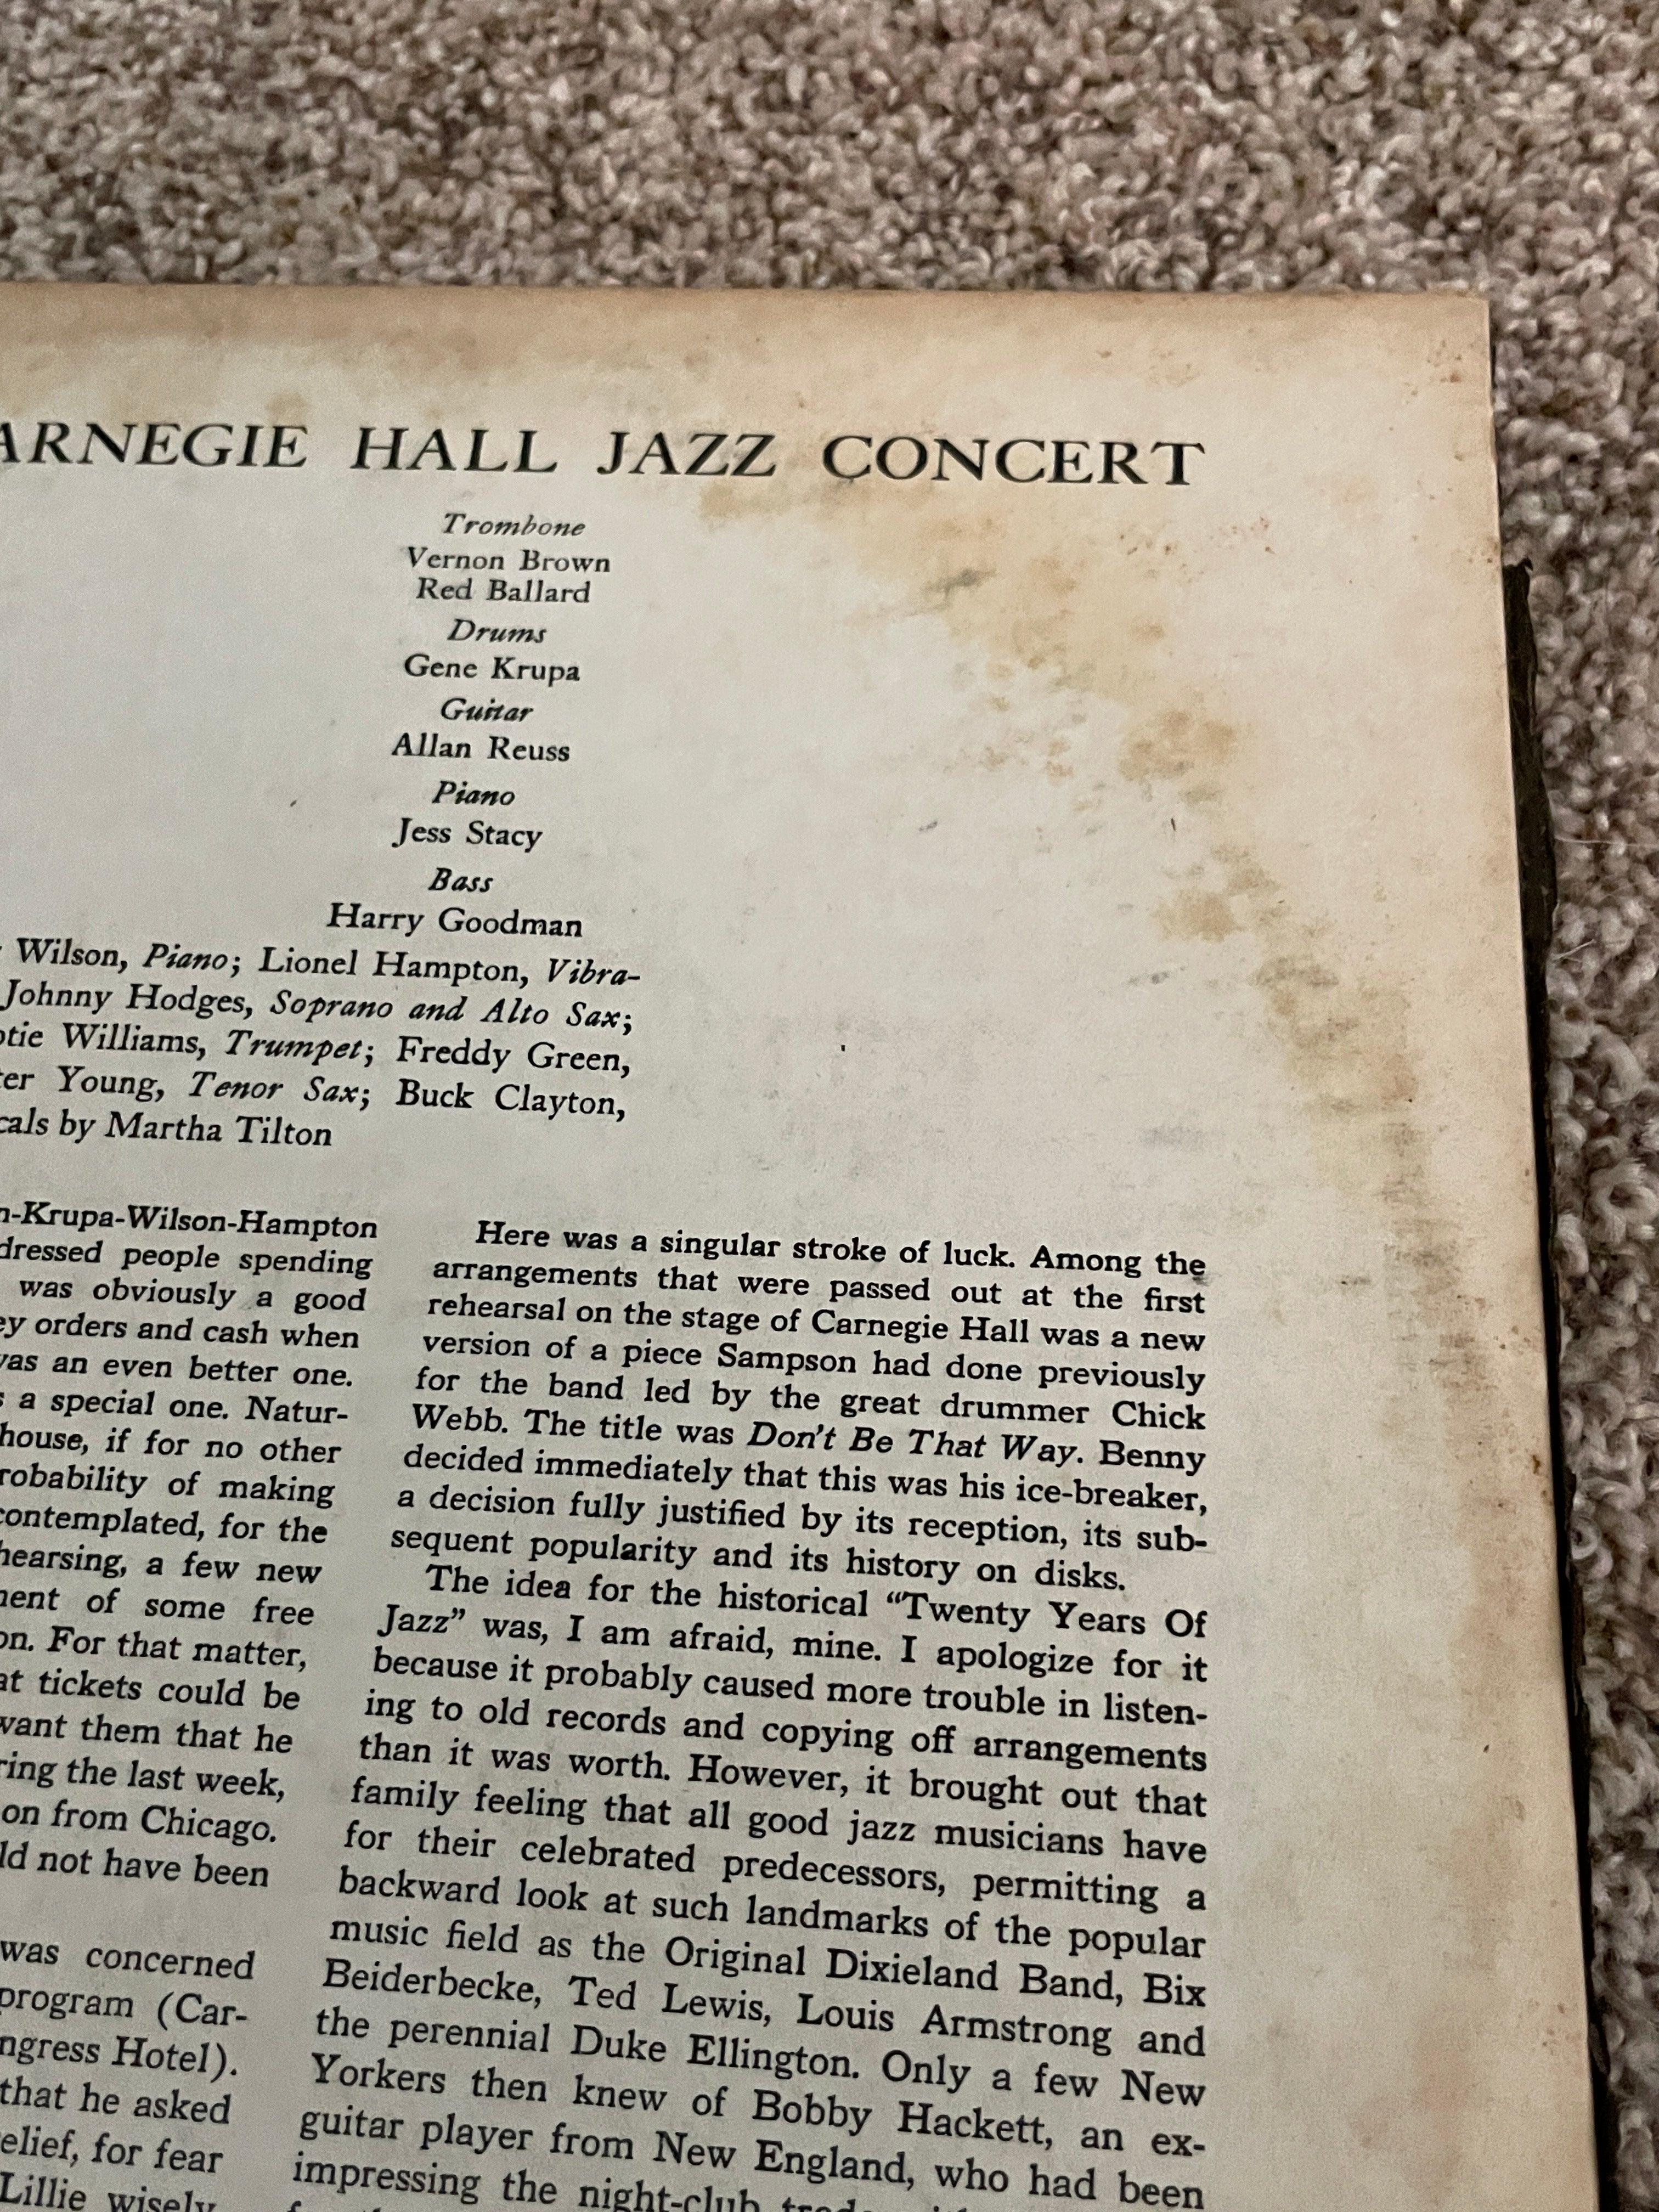 HALL JAZZ CONCERT
Trombone
Vernon Brown
Red Ballard
Drums
Gene Krupa
Guitar
Allan Reuss
Piano
Jess Stacy
Bass
Harry Goodman
Wilson, Piano; Lionel Hampton, Vibra-
Johnny Hodges, Soprano and Alto Sax;
Williams, Trumpet; Freddy Green,
Young, Tenor Sax; Buck Clayton,
by Martha Tilton
-Krupa-Wilson-Hampton
dressed people spending
was obviously a good
orders and cash when
was an even better one.
a special one. Natur-
house, if for no other
of making
contemplated, for the
a few new
of some free
For that matter,
tickets could be
want them that he
the last week,
on from Chicago.
not have been
was concerned
program (Car-
Hotel).
that he asked
for fear
Lillie wisely
Here was a singular stroke of luck. Among the
arrangements that were passed out at the first
rehearsal on the stage of Carnegie Hall was a new
version of a piece Sampson had done previously
for the band led by the great drummer Chick
Webb. The title was Don't Be That Way. Benny
decided immediately that this was his ice-breaker,
a decision fully justified by its reception, its sub-
sequent popularity and its history on disks.
The idea for the historical “Twenty Years Of
Jazz” was, I am afraid, mine. I apologize for it
because it probably caused more trouble in listen-
ing to old records and copying off arrangements
than it was worth. However, it brought out that
family feeling that all good jazz musicians have
for their celebrated predecessors, permitting a
backward look at such landmarks of the popular
music field as the Original Dixieland Band, Bix
Beiderbecke, Ted Lewis, Louis Armstrong and
the perennial Duke Ellington. Only a few New
Yorkers then knew of Bobby Hackett, an ex-
guitar player from New England, who had been
impressing the night-club